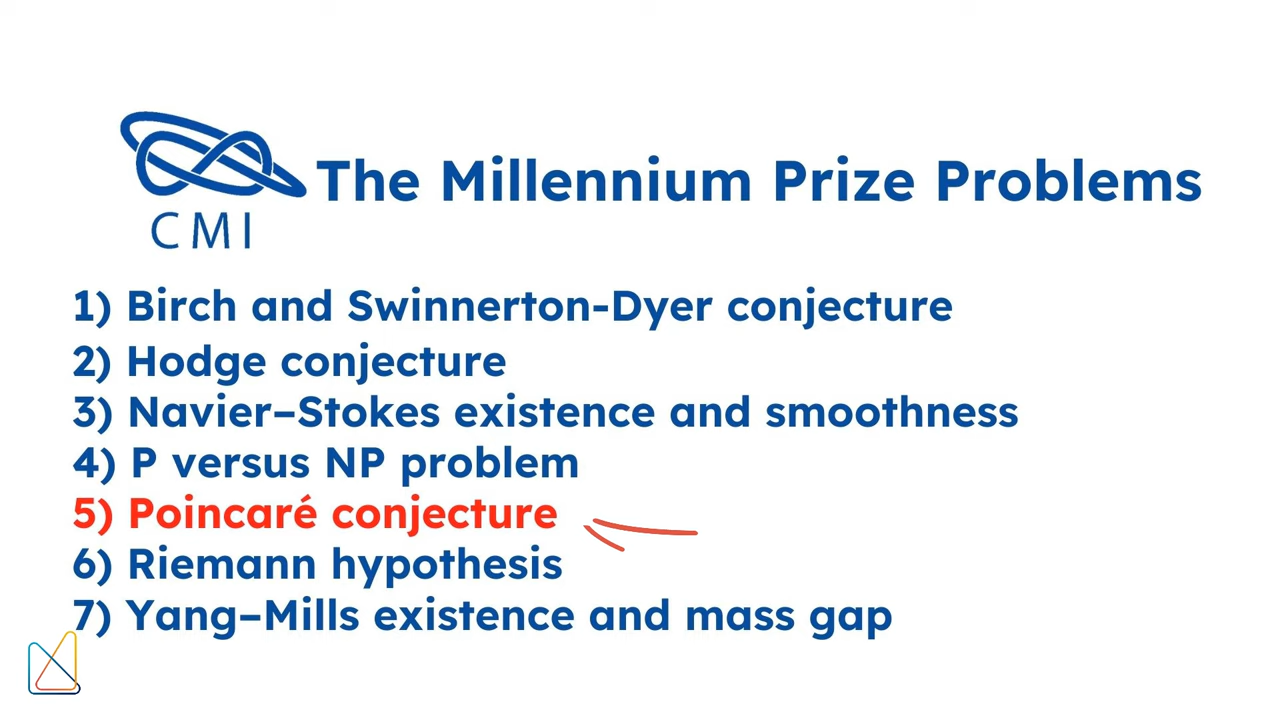 The Millennium Prize Problems
CMI
1) Birch and Swinnerton-Dyer conjecture
2) Hodge conjecture
3) Navier–Stokes existence and smoothness
4) P versus NP problem
5) Poincaré conjecture
6) Riemann hypothesis
7) Yang–Mills existence and mass gap